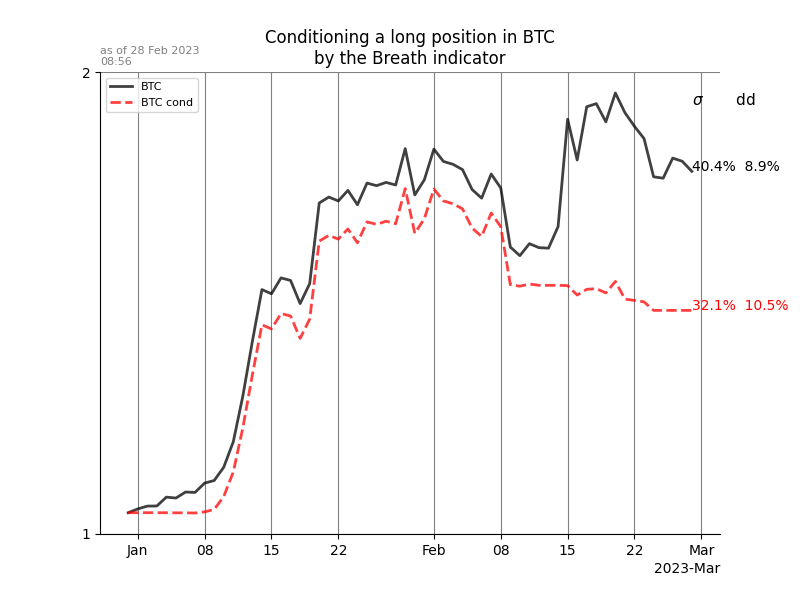 Conditioning a long position in BTC
by the Breath indicator
as of 28 Feb 2023
08:56
2
BTC
BTC cond
σ dd
40.4% 8.9%
32.1% 10.5%
1
Jan 08 15 22 Feb 08 15 22 Mar
2023-Mar